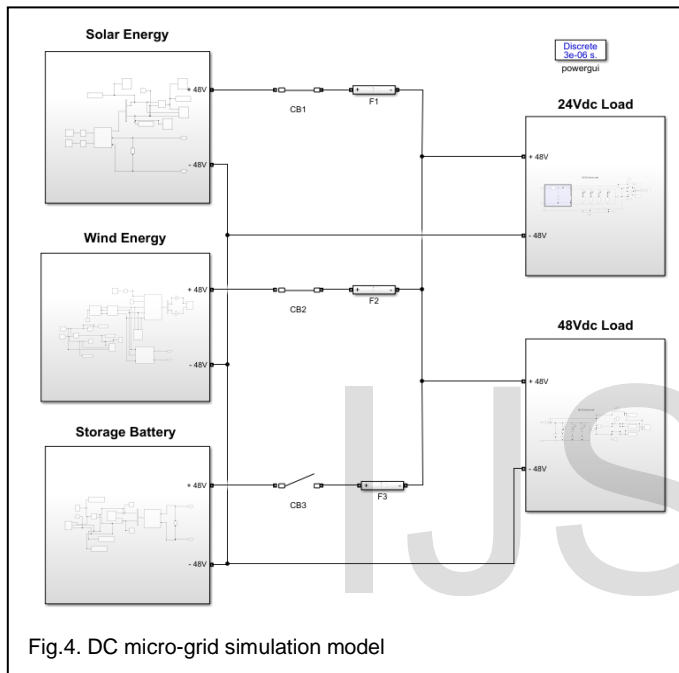 Solar Energy
Discrete
3e-06 s.
powergui
+ 48V
CB1
+ -
F1
24Vdc Load
+ 48V
- 48V
- 48V
Wind Energy
+ 48V
CB2
+ -
F2
48Vdc Load
- 48V
+ 48V
Storage Battery
+ 48V
CB3
+ -
F3
- 48V
- 48V
IJS
Fig.4. DC micro-grid simulation model